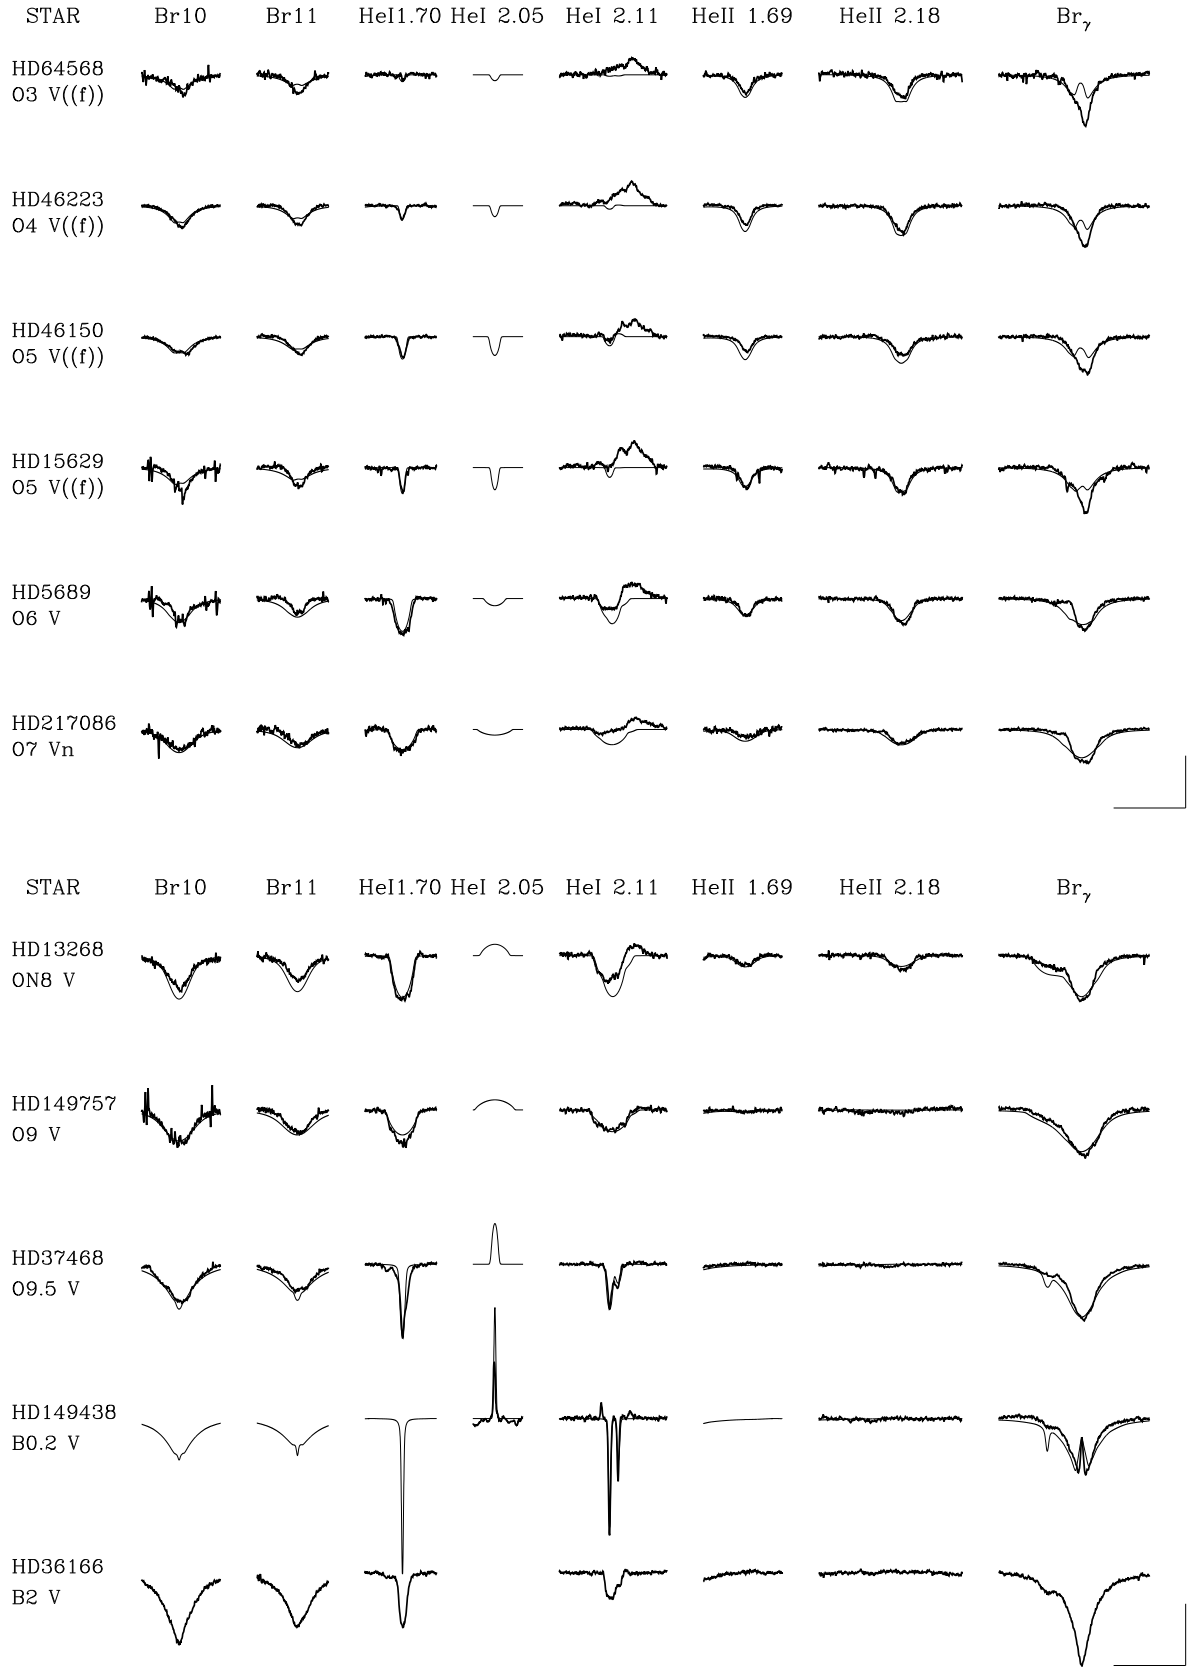 STAR Br10 Br11 HeI1.70 HeI 2.05 HeI 2.11 HeII 1.69 HeII 2.18 Brγ
HD64568
O3 V((f))
HD46223
O4 V((f))
HD46150
O5 V((f))
HD15629
O5 V((f))
HD5689
O6 V
HD217086
O7 Vn
STAR Br10 Br11 HeI1.70 HeI 2.05 HeI 2.11 HeII 1.69 HeII 2.18 Brγ
HD13268
ON8 V
HD149757
O9 V
HD37468
O9.5 V
HD149438
B0.2 V
HD36166
B2 V